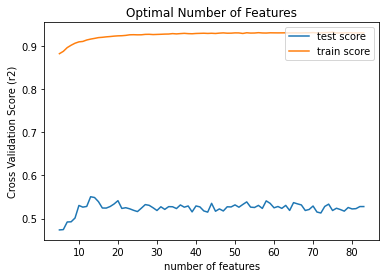 Optimal Number of Features
test score
train score
Cross Validation Score (r2)
0.9
0.8
0.7
0.6
0.5
10 20 30 40 50 60 70 80
number of features